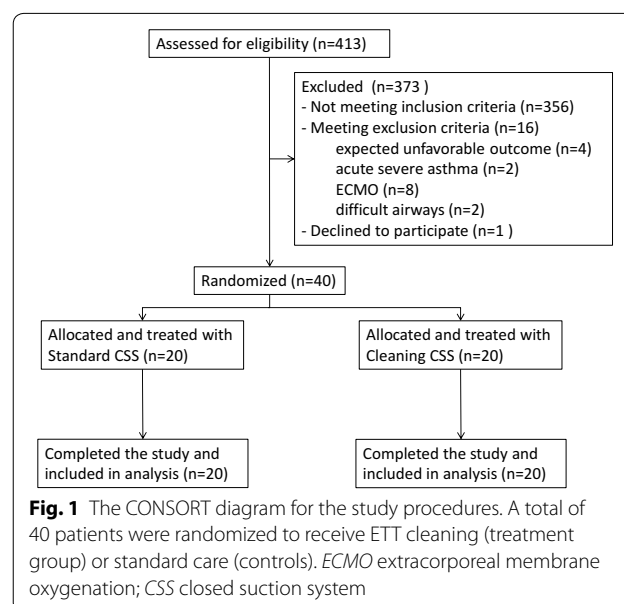 Assessed for eligibility (n=413)
Excluded (n=373 )
- Not meeting inclusion criteria (n=356)
- Meeting exclusion criteria (n=16)
expected unfavorable outcome (n=4)
acute severe asthma (n=2)
ECMO (n=8)
difficult airways (n=2)
- Declined to participate (n=1 )
Randomized (n=40)
Allocated and treated with
Standard CSS (n=20)
Allocated and treated with
Cleaning CSS (n=20)
Completed the study and
included in analysis (n=20)
Completed the study and
included in analysis (n=20)
Fig. 1 The CONSORT diagram for the study procedures. A total of
40 patients were randomized to receive ETT cleaning (treatment
group) or standard care (controls). ECMO extracorporeal membrane
oxygenation; CSS closed suction system